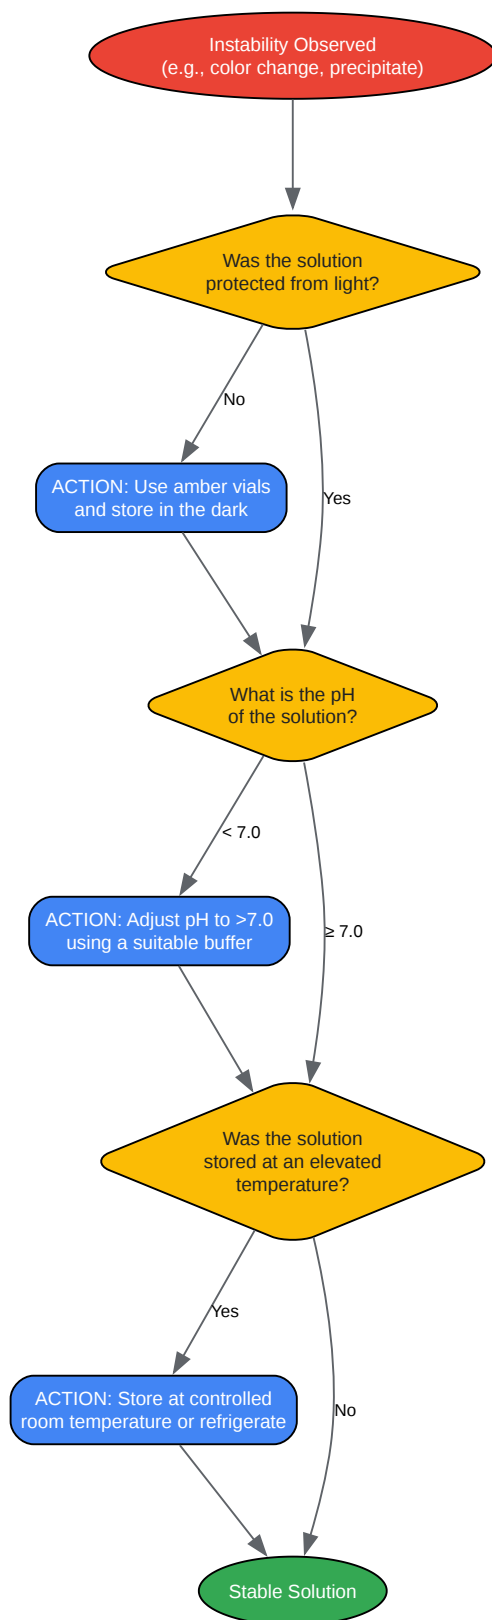 Instability Observed
(e.g., color change, precipitate)
Was the solution
protected from light?
No
ACTION: Use amber vials
and store in the dark
Yes
What is the pH
of the solution?
< 7.0
ACTION: Adjust pH to >7.0
using a suitable buffer
≥ 7.0
Was the solution
stored at an elevated
temperature?
Yes
ACTION: Store at controlled
room temperature or refrigerate
No
Stable Solution